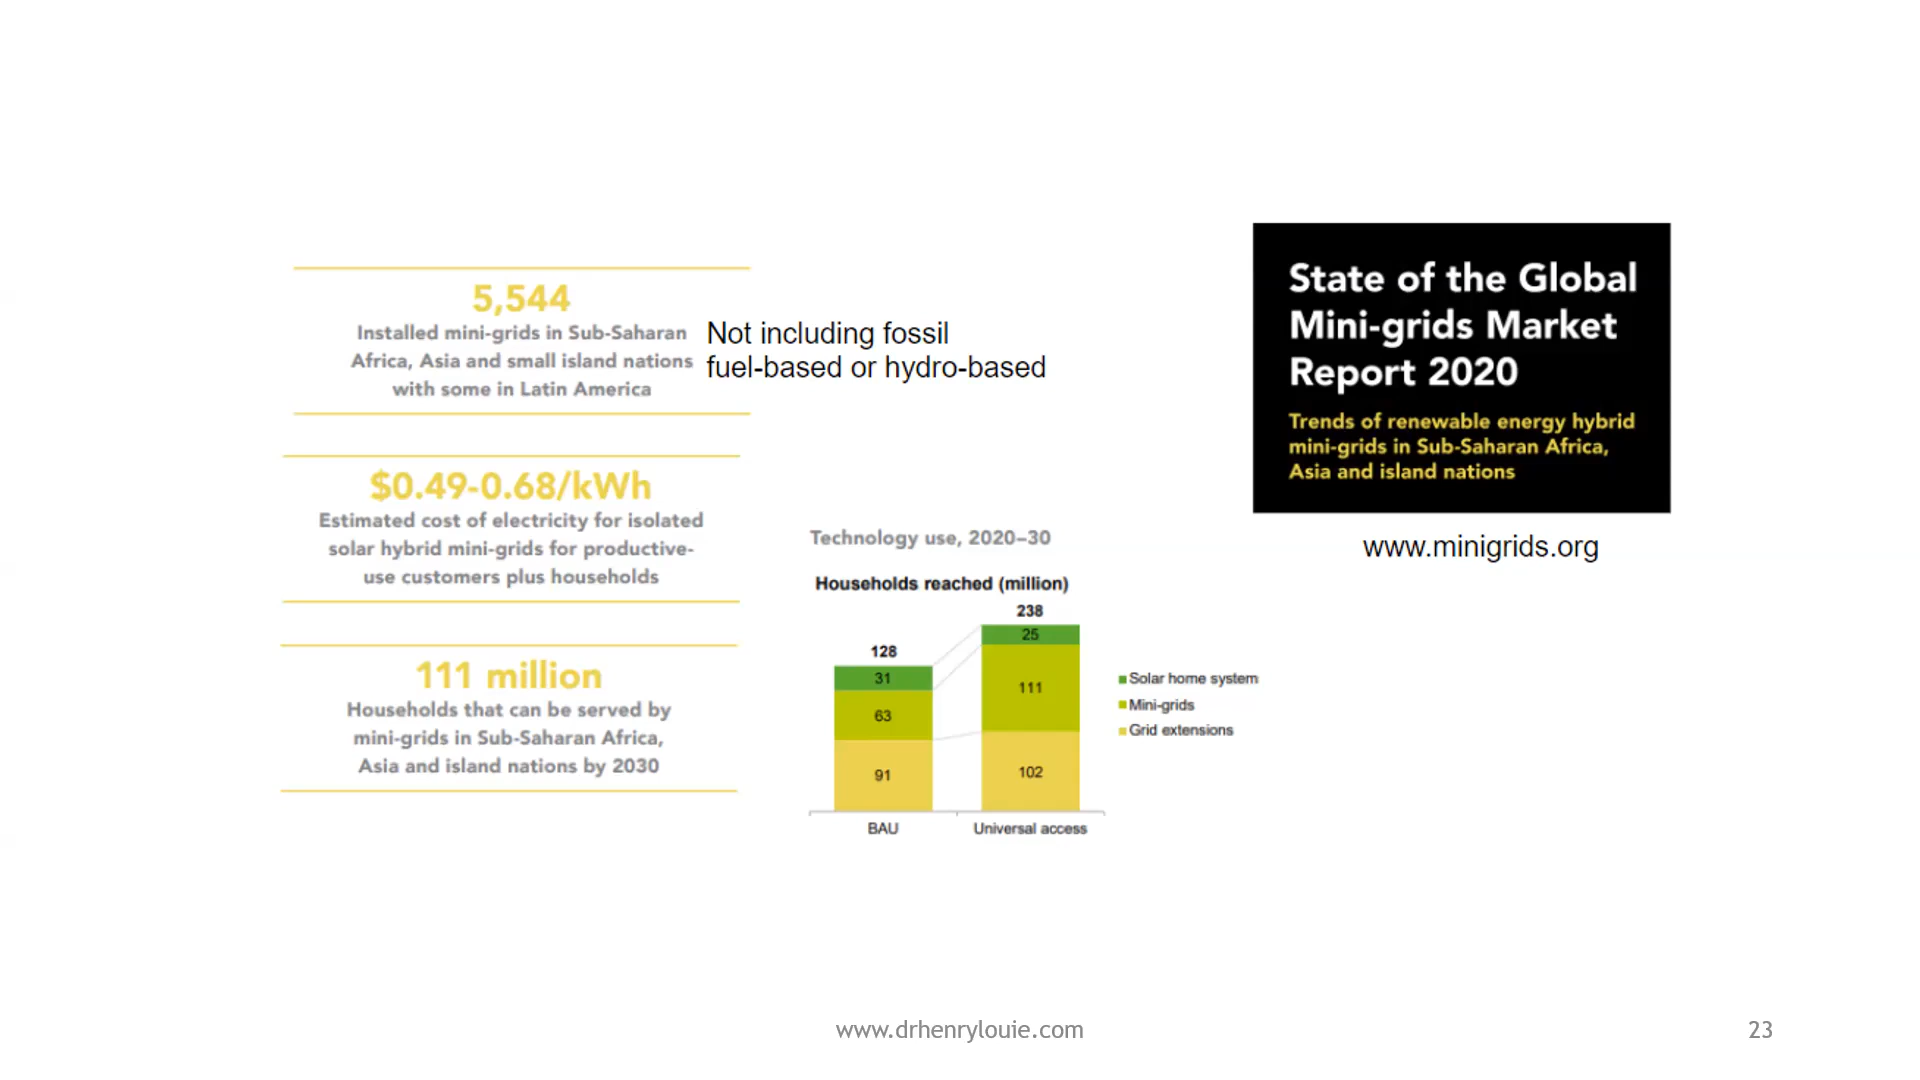 5,544
Installed mini-grids in Sub-Saharan
Africa, Asia and small island nations
with some in Latin America
Not including fossil
fuel-based or hydro-based
$0.49-0.68/kWh
Estimated cost of electricity for isolated
solar hybrid mini-grids for productive-
use customers plus households
111 million
Households that can be served by
mini-grids in Sub-Saharan Africa,
Asia and island nations by 2030
Technology use, 2020–30
Households reached (million)
128
31
63
91
BAU
238
25
111
102
Universal access
Solar home system
Mini-grids
Grid extensions
State of the Global
Mini-grids Market
Report 2020
Trends of renewable energy hybrid
mini-grids in Sub-Saharan Africa,
Asia and island nations
www.minigrids.org
www.drhenrylouie.com
23